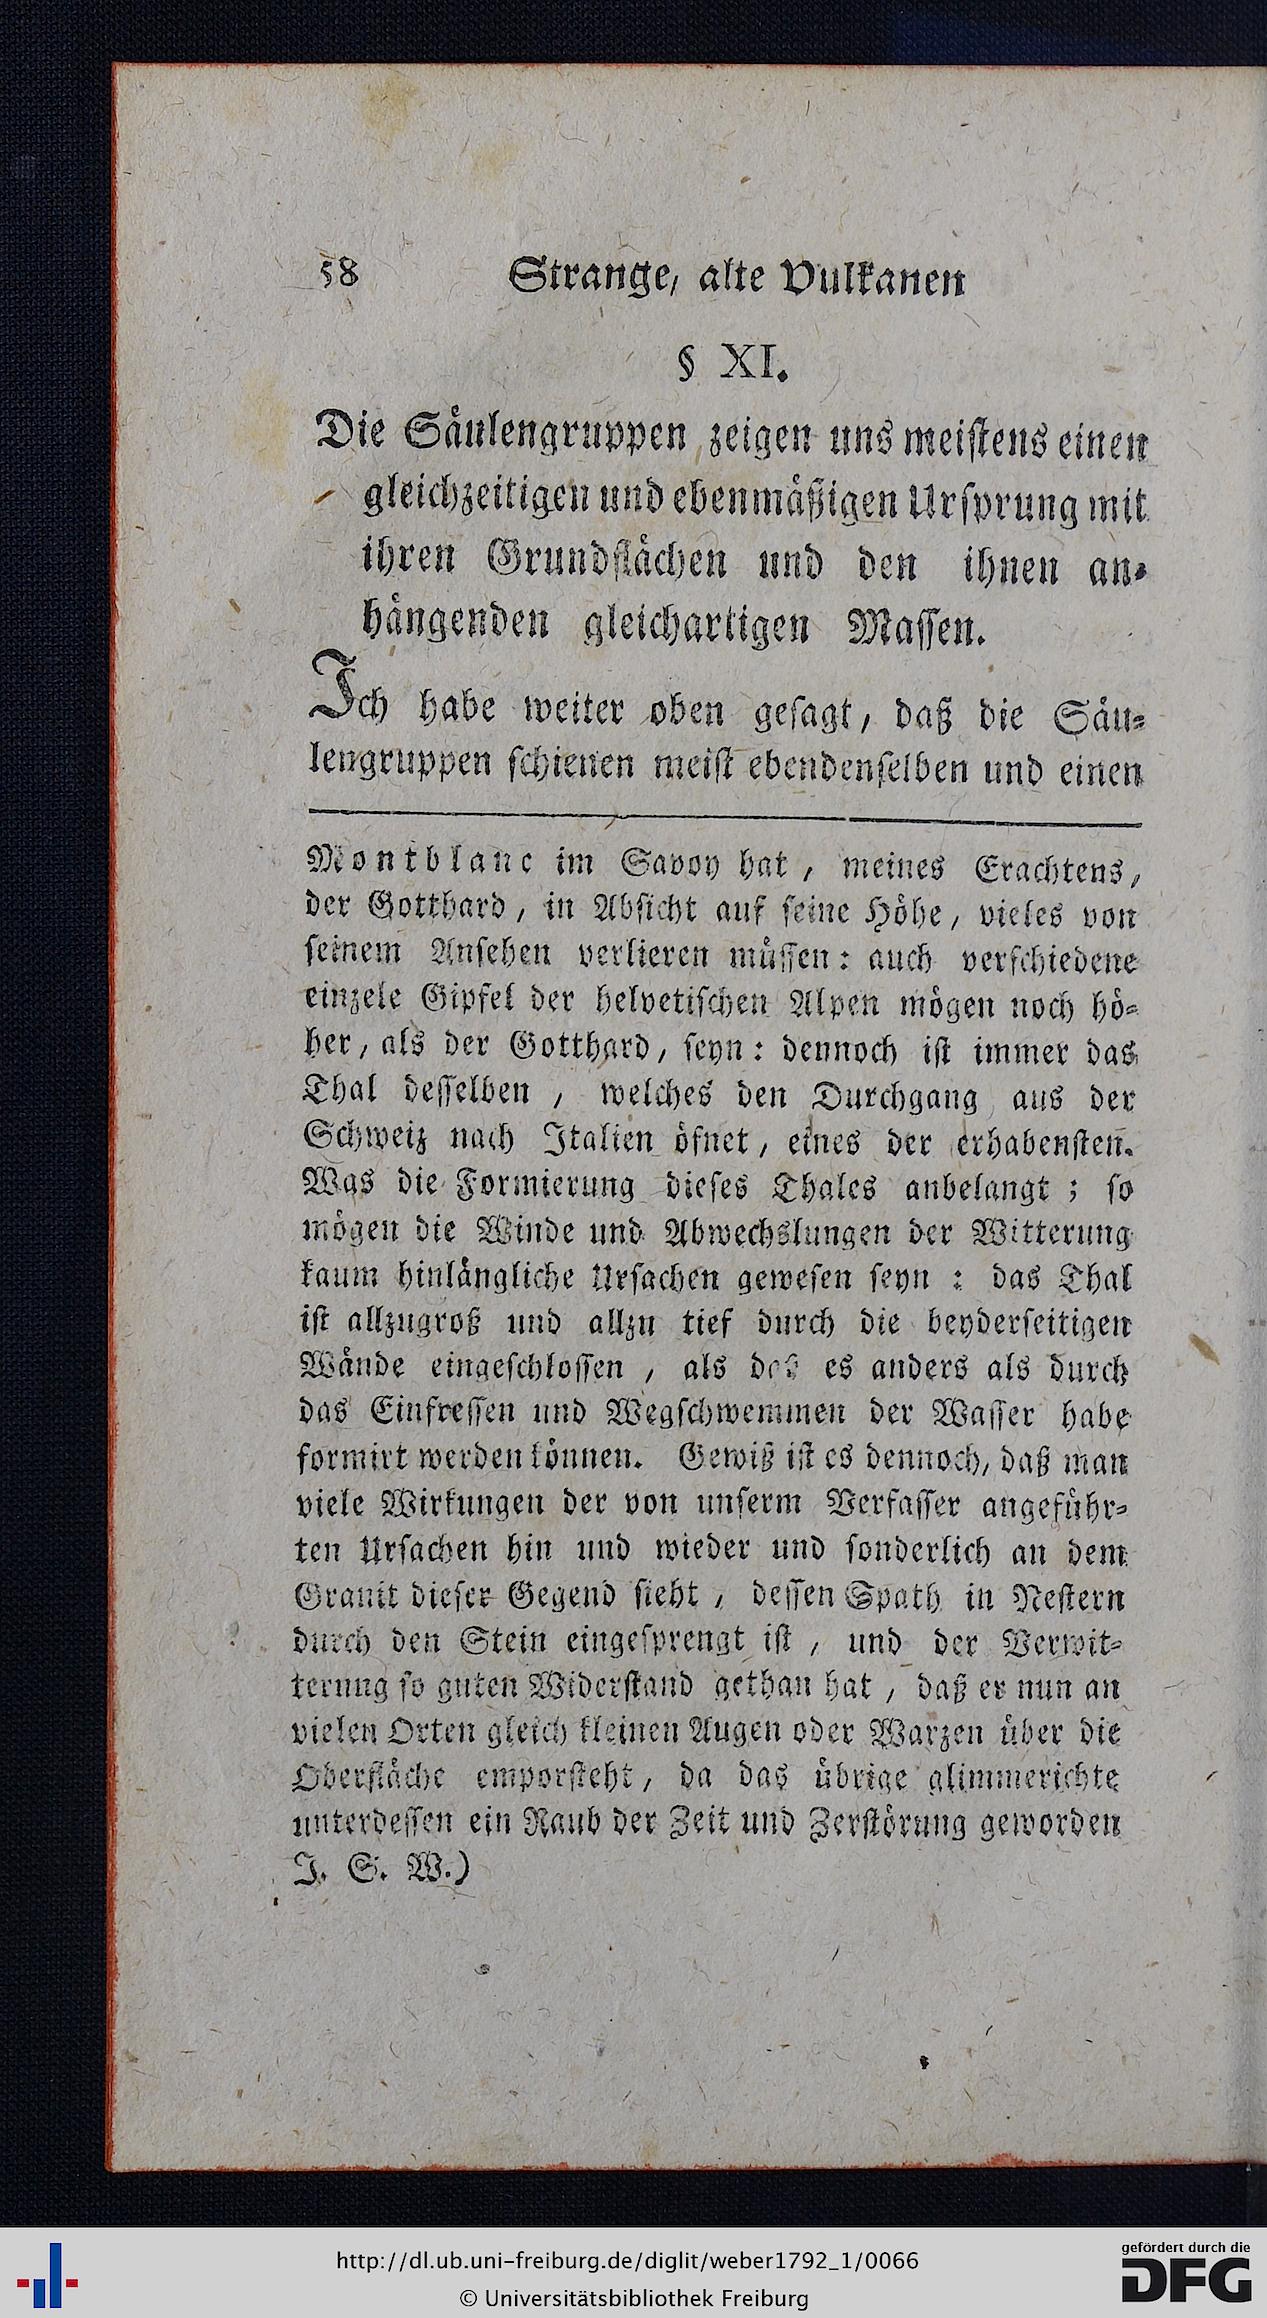 58 Strange, alte Vulkanen
§ XI.
Die Säulengruppen zeigen uns meistens einen
gleichzeitigen und ebenmäßigen Ursprung mit
ihren Grundflächen und den ihnen an-
hängenden gleichartigen Massen.
Ich habe weiter oben gesagt, daß die Säu-
lengruppen schienen meist ebendenselben und einen
Montblanc im Savoy hat, meines Erachtens,
der Gotthard, in Absicht auf seine Höhe, vieles von
seinem Ansehen verlieren müssen: auch verschiedene
einzele Gipfel der helvetischen Alpen mögen noch hö-
her, als der Gotthard, seyn: dennoch ist immer das
Thal desselben, welches den Durchgang aus der
Schweiz nach Italien öfnet, eines der erhabensten.
Was die Formierung dieses Thales anbelangt; so
mögen die Winde und Abwechslungen der Witterung
kaum hinlängliche Ursachen gewesen seyn: das Thal
ist allzugroß und allzu tief durch die beyderseitigen
Wände eingeschlossen, als daß es anders als durch
das Einfressen und Wegschwemmen der Wasser habe
formirt werden können. Gewiß ist es dennoch, daß man
viele Wirkungen der von unserm Verfasser angeführ-
ten Ursachen hin und wieder und sonderlich an dem
Granit dieser Gegend sieht, dessen Spath in Nestern
durch den Stein eingesprengt ist, und der Verwit-
terung so guten Widerstand gethan hat, daß er nun an
vielen Orten gleich kleinen Augen oder Warzen über die
Oberfläche emporsteht, da das übrige glimmerichte
unterdessen ein Raub der Zeit und Zerstörung geworden
J. S. W.)
http://dl.ub.uni-freiburg.de/diglit/weber1792_1/0066
© Universitätsbibliothek Freiburg
gefördert durch die
DFG